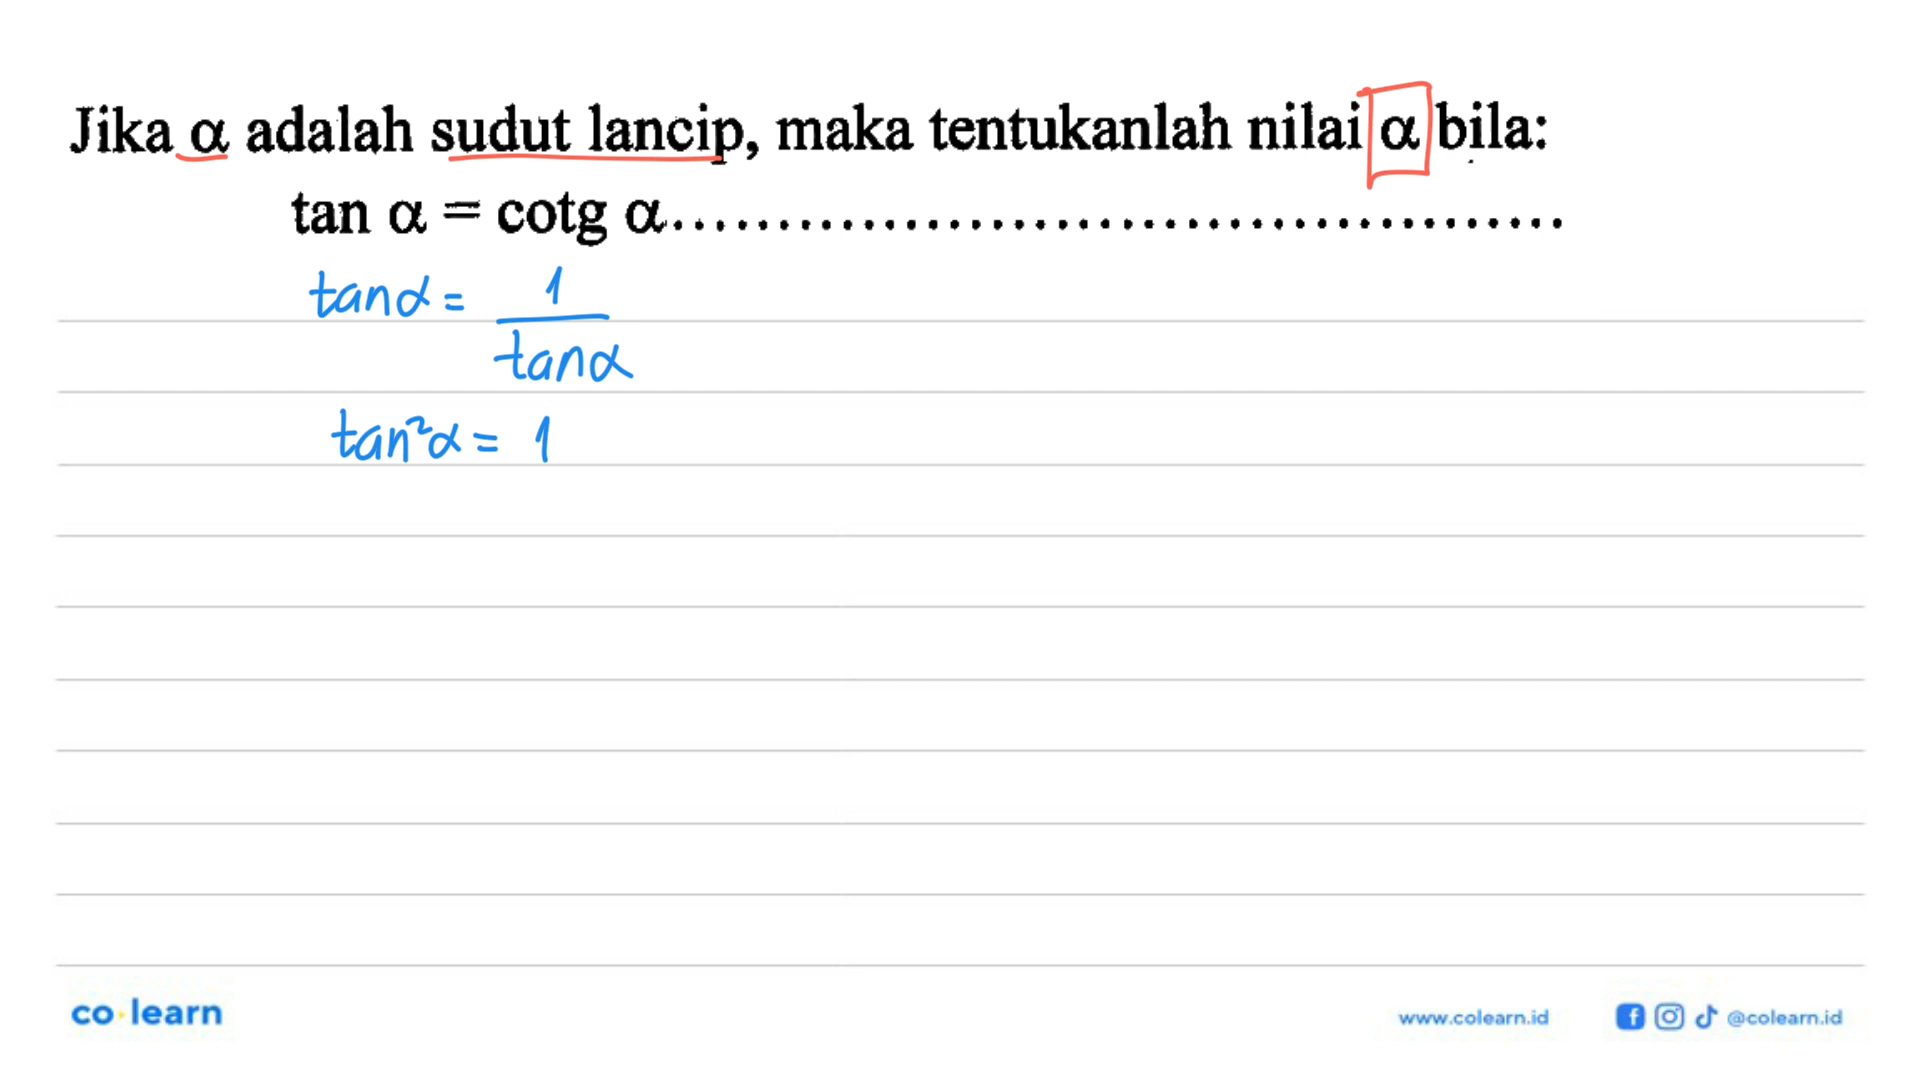 Jika α adalah sudut lancip, maka tentukanlah nilai α bila:
tan α = cotg α.........................................
tanα = 1
tanα
tan²α = 1
co·learn
www.colearn.id
@colearn.id